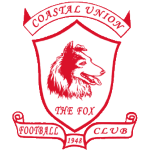 COASTAL UNION
THE FOX
FOOTBALL CLUB
1948